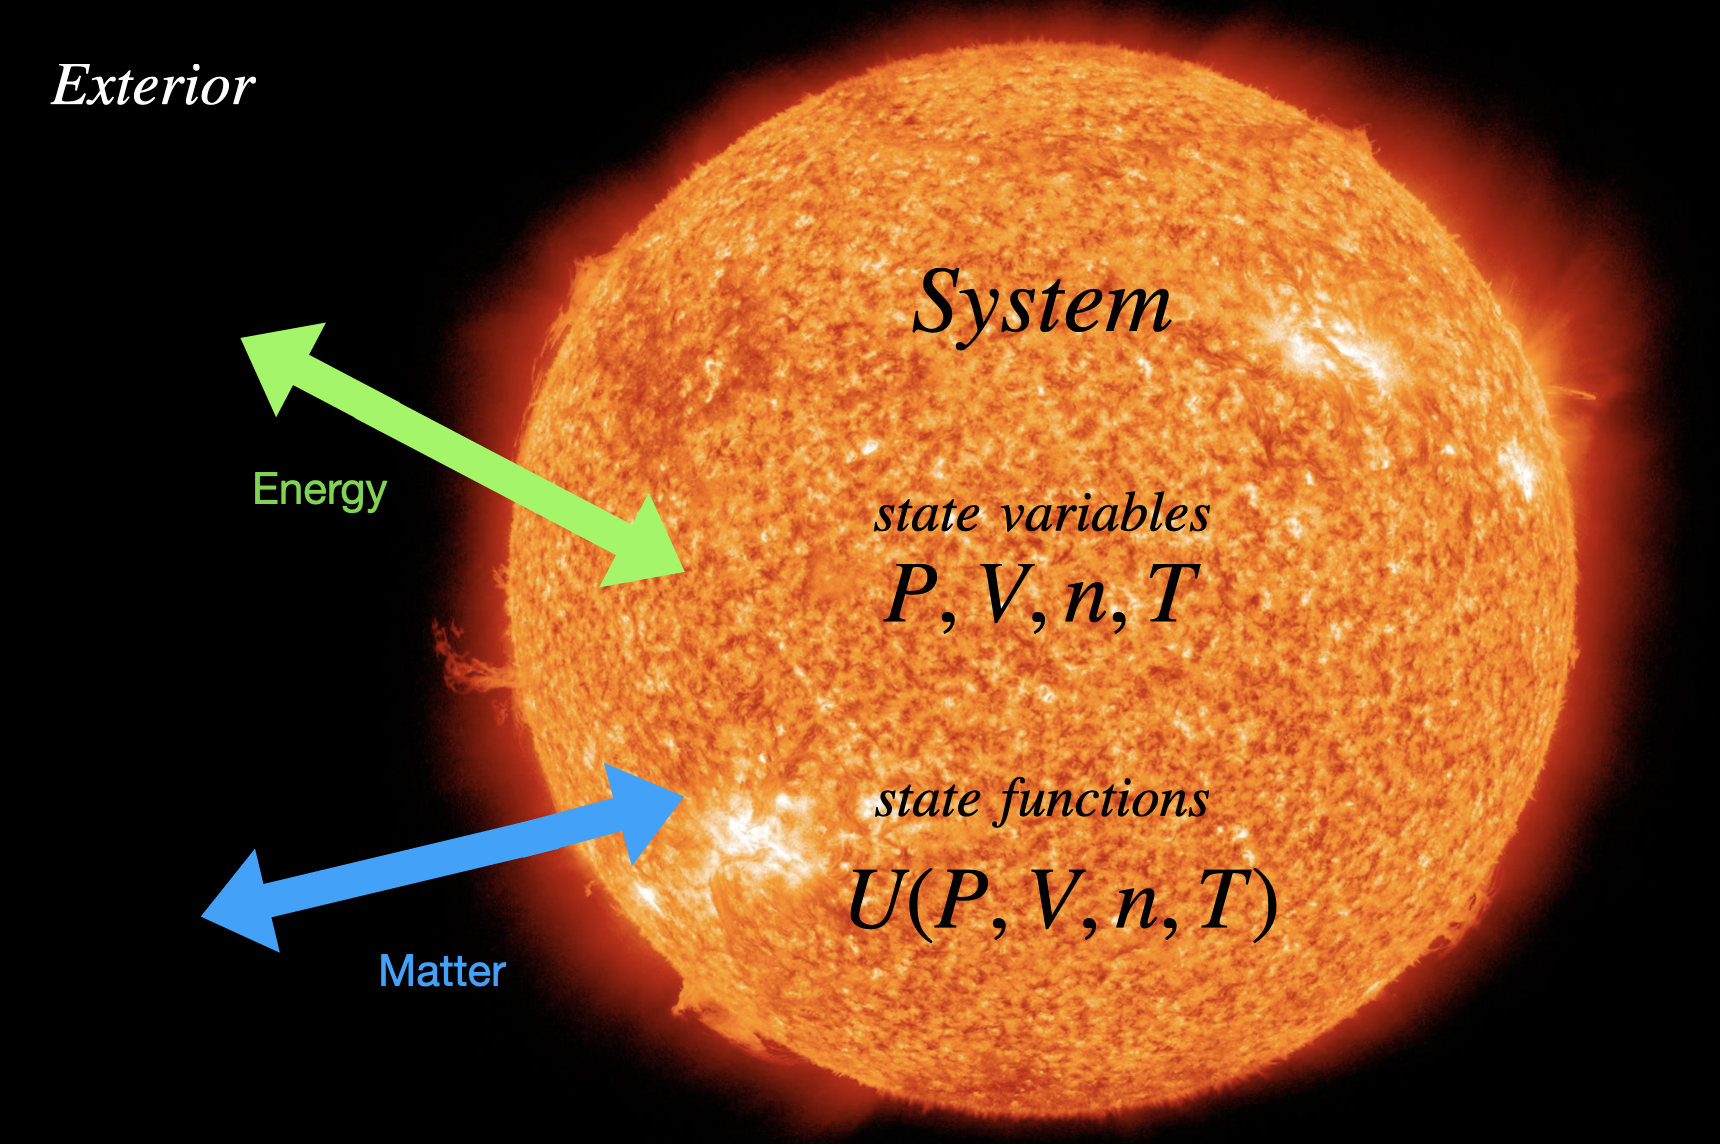 Exterior
System
Energy
state variables
P, V, n, T
state functions
U(P, V, n, T)
Matter